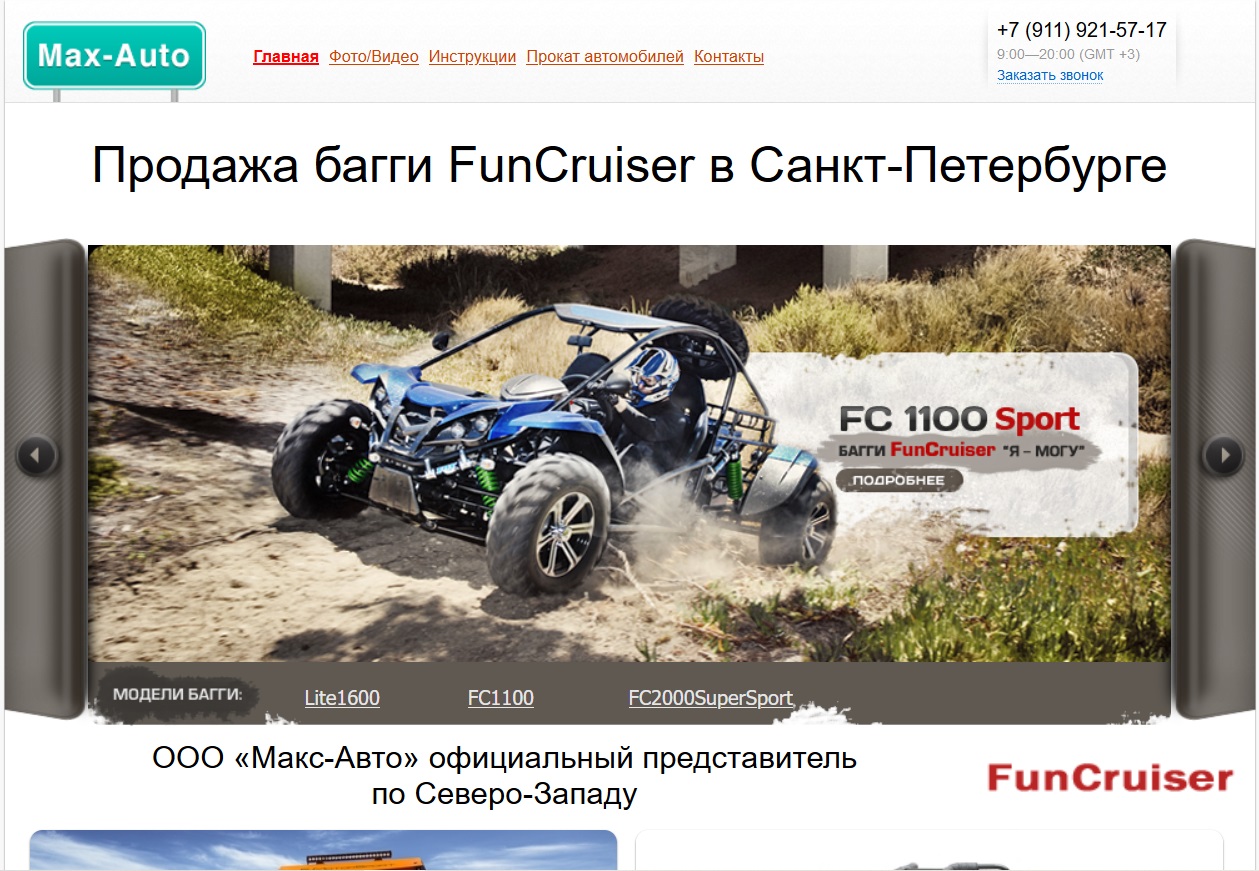 Max-Auto
Главная Фото/Видео Инструкции Прокат автомобилей Контакты
+7 (911) 921-57-17
9:00—20:00 (GMT +3)
Заказать звонок
Продажа багги FunCruiser в Санкт-Петербурге
FC 1100 Sport
БАГГИ FunCruiser "Я – МОГУ"
ПОДРОБНЕЕ
МОДЕЛИ БАГГИ: Lite1600 FC1100 FC2000SuperSport
ООО «Макс-Авто» официальный представитель
по Северо-Западу
FunCruiser